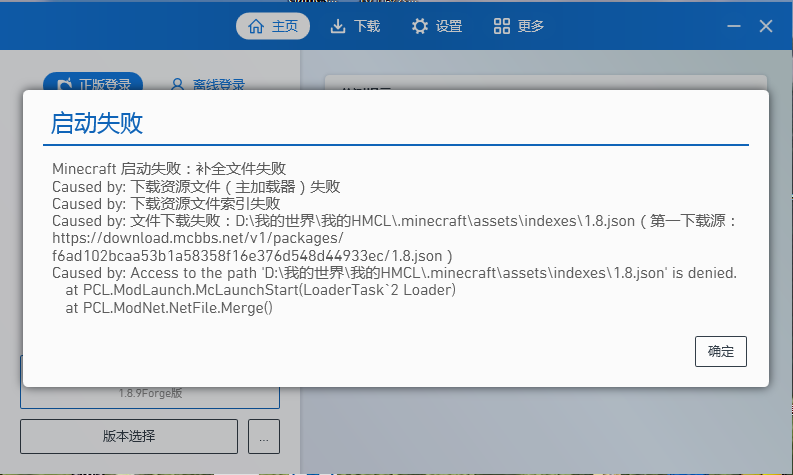 主页
下载
设置
更多
正版登录
离线登录
启动失败
Minecraft 启动失败：补全文件失败
Caused by: 下载资源文件（主加载器）失败
Caused by: 下载资源文件索引失败
Caused by: 文件下载失败：D:\我的世界\我的HMCL\.minecraft\assets\indexes\1.8.json（第一下载源：
https://download.mcbbs.net/v1/packages/
f6ad102bcaa53b1a58358f16e376d548d44933ec/1.8.json）
Caused by: Access to the path 'D:\我的世界\我的HMCL\.minecraft\assets\indexes\1.8.json' is denied.
at PCL.ModLaunch.McLaunchStart(LoaderTask`2 Loader)
at PCL.ModNet.NetFile.Merge()
确定
1.8.9Forge版
版本选择
...